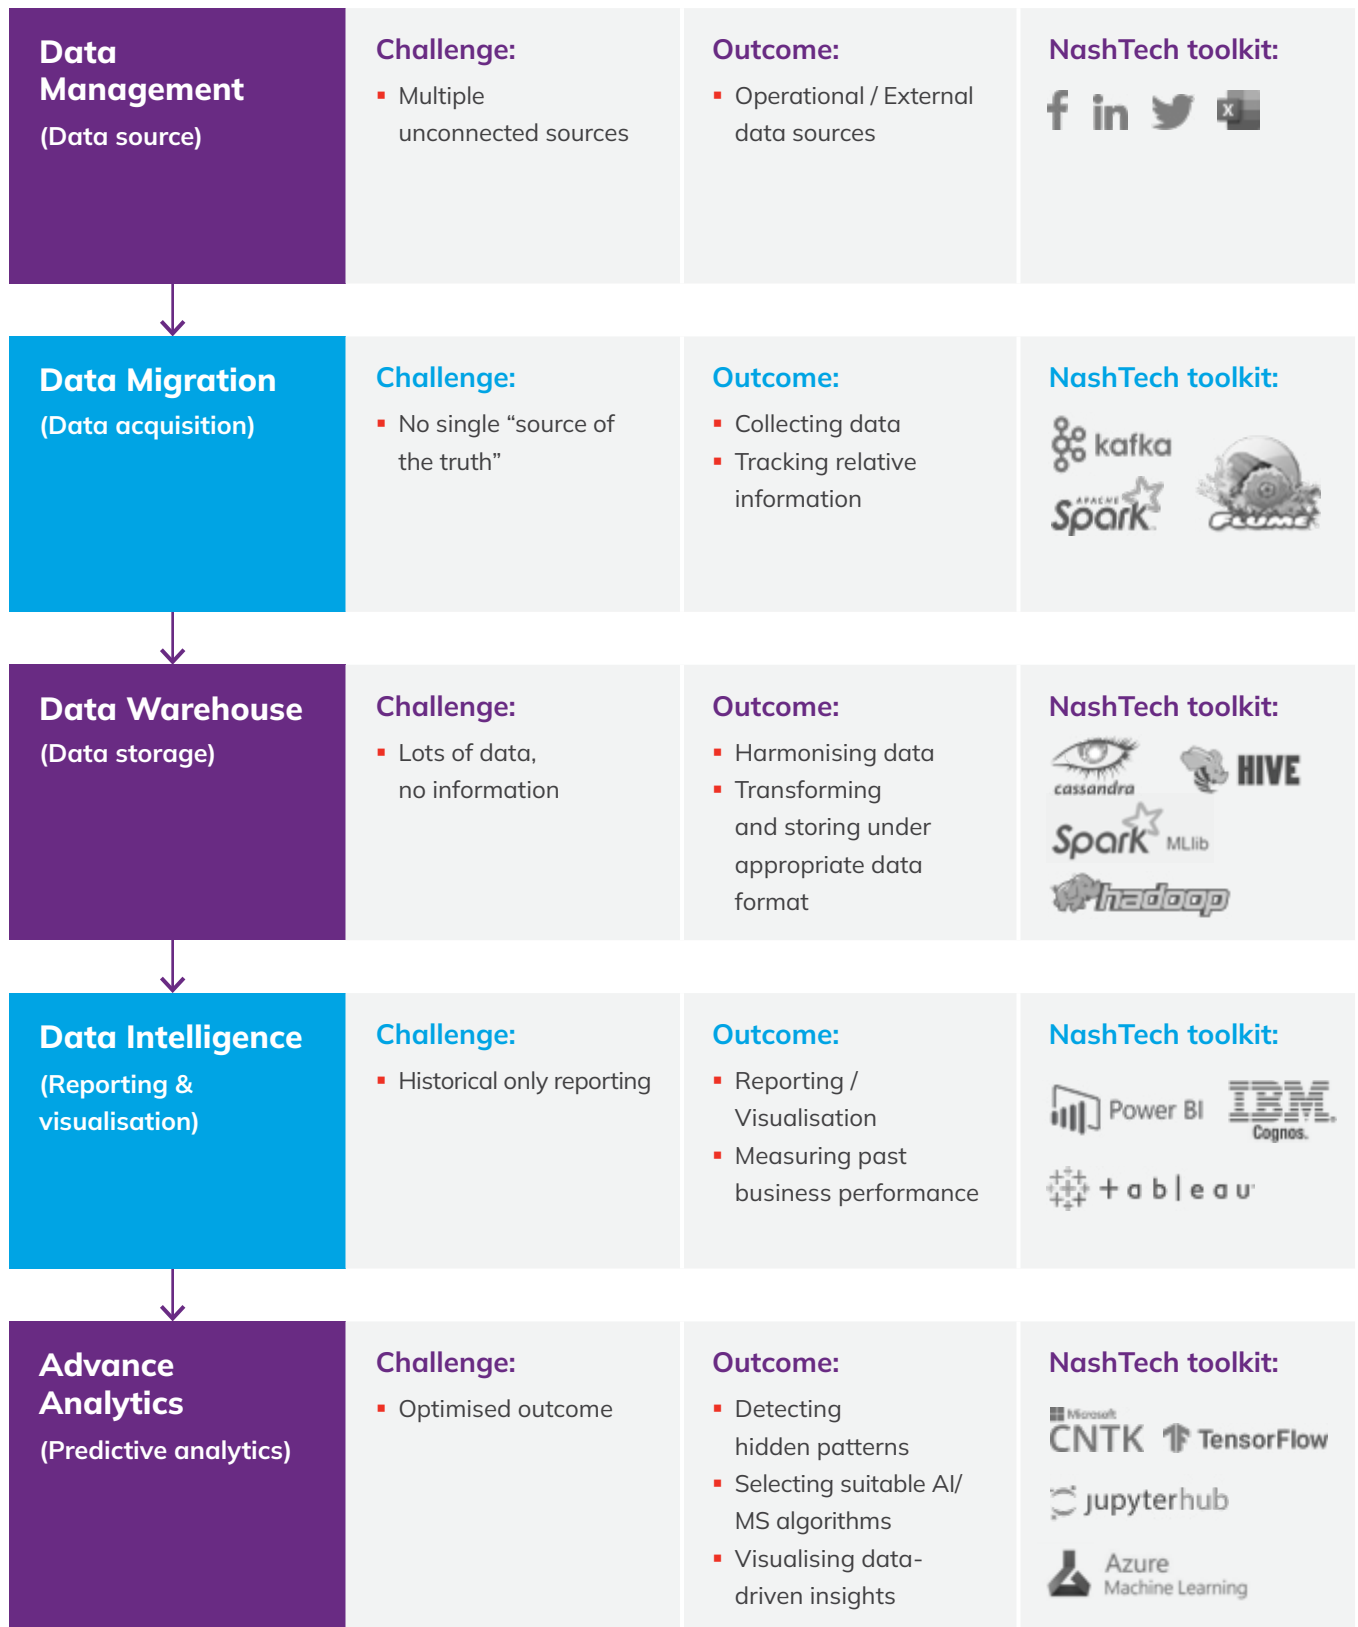 Data
Management
(Data source)
Challenge:
▪ Multiple
unconnected sources
Outcome:
▪ Operational / External
data sources
NashTech toolkit:
f in X
Data Migration
(Data acquisition)
Challenge:
▪ No single “source of
the truth”
Outcome:
▪ Collecting data
▪ Tracking relative
information
NashTech toolkit:
kafka
APACHE
Spark
FLUME
Data Warehouse
(Data storage)
Challenge:
▪ Lots of data,
no information
Outcome:
▪ Harmonising data
▪ Transforming
and storing under
appropriate data
format
NashTech toolkit:
cassandra
HIVE
Spark MLlib
hadoop
Data Intelligence
(Reporting &
visualisation)
Challenge:
▪ Historical only reporting
Outcome:
▪ Reporting /
Visualisation
▪ Measuring past
business performance
NashTech toolkit:
Power BI
IBM.
Cognos.
+ableau
Advance
Analytics
(Predictive analytics)
Challenge:
▪ Optimised outcome
Outcome:
▪ Detecting
hidden patterns
▪ Selecting suitable AI/
MS algorithms
▪ Visualising data-
driven insights
NashTech toolkit:
Microsoft
CNTK
TensorFlow
jupyterhub
Azure
Machine Learning